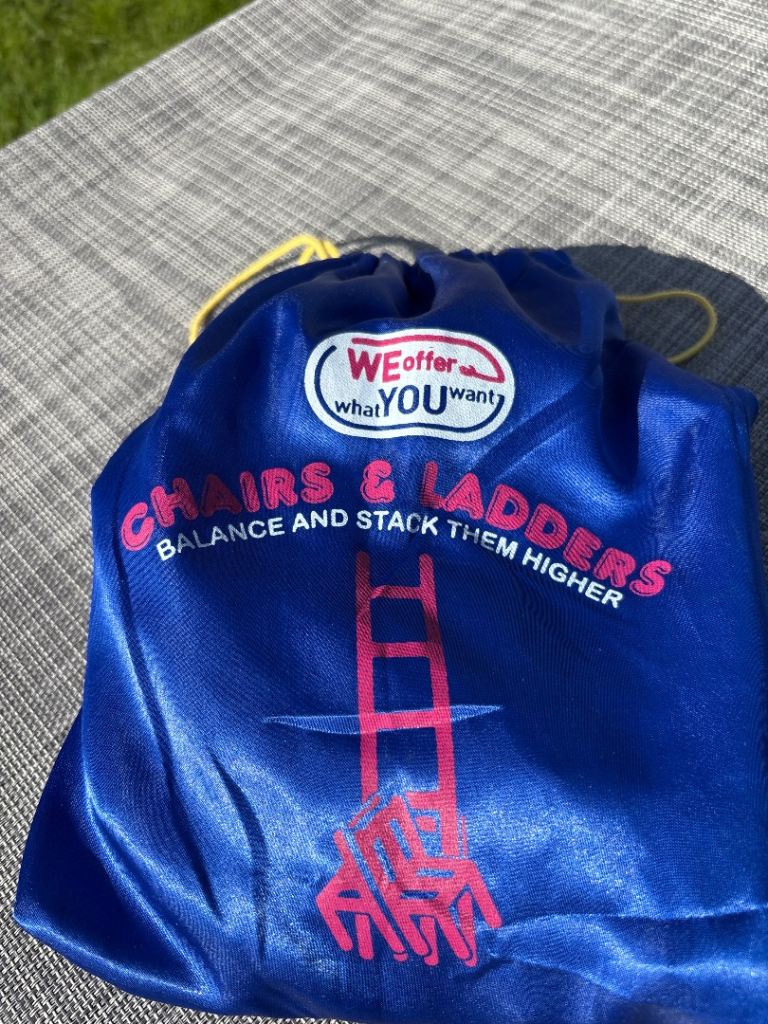 WE offer
what YOU want
CHAIRS & LADDERS
BALANCE AND STACK THEM HIGHER